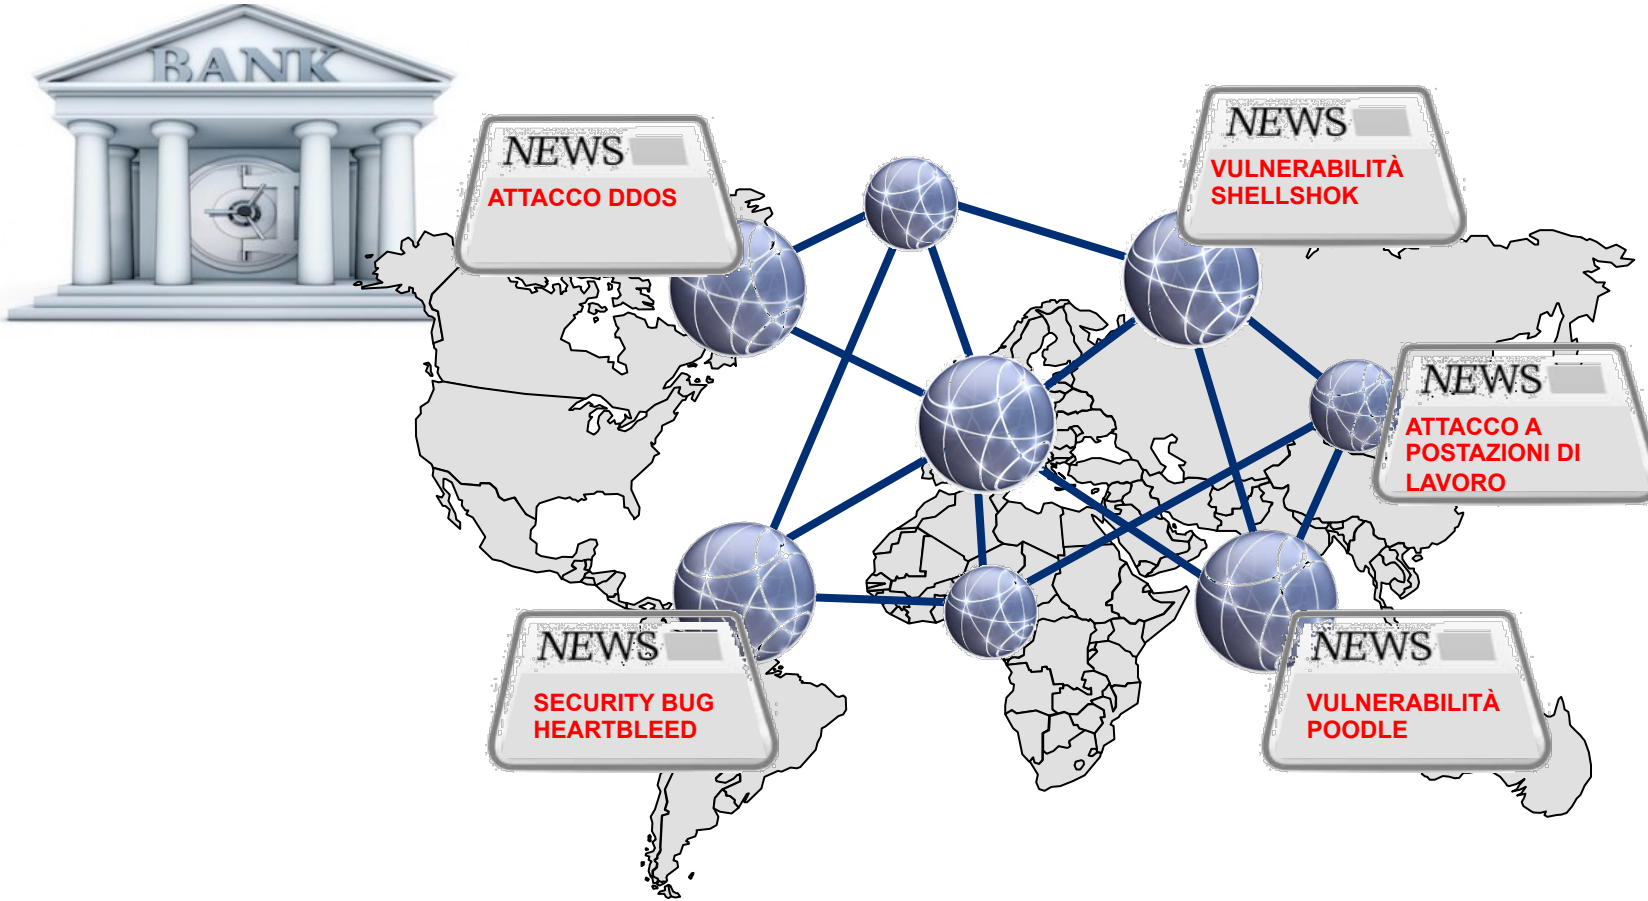 BANK
NEWS
ATTACCO DDOS
NEWS
VULNERABILITÀ
SHELLSHOK
NEWS
ATTACCO A
POSTAZIONI DI
LAVORO
NEWS
SECURITY BUG
HEARTBLEED
NEWS
VULNERABILITÀ
POODLE